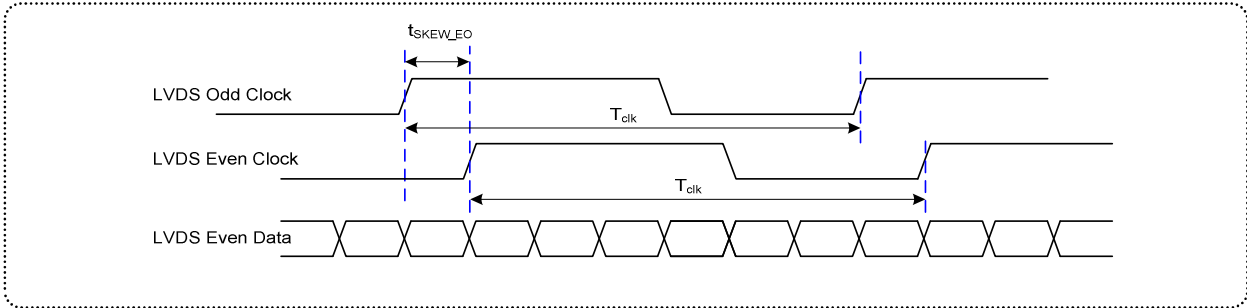 tSKEW_EO
LVDS Odd Clock
Tclk
LVDS Even Clock
Tclk
LVDS Even Data